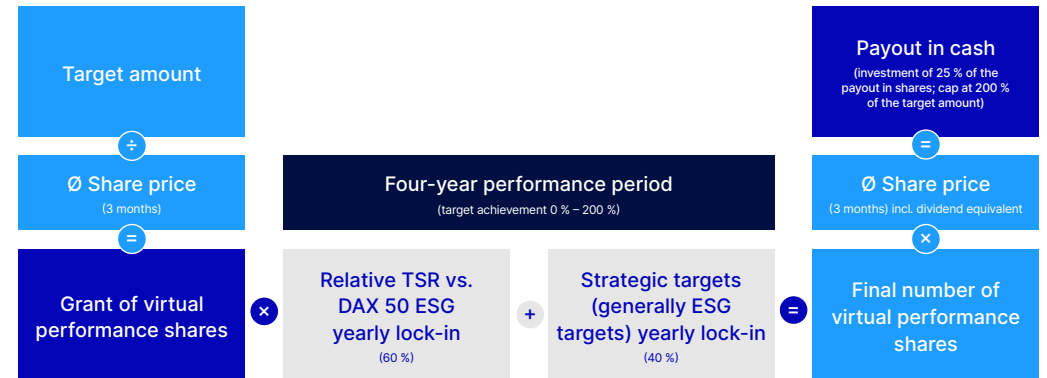 Target amount
÷
Ø Share price
(3 months)
=
Grant of virtual
performance shares
×
Four-year performance period
(target achievement 0 % – 200 %)
Relative TSR vs.
DAX 50 ESG
yearly lock-in
(60 %)
+
Strategic targets
(generally ESG
targets) yearly lock-in
(40 %)
=
Final number of
virtual performance
shares
×
Ø Share price
(3 months) incl. dividend equivalent
=
Payout in cash
(investment of 25 % of the
payout in shares; cap at 200 %
of the target amount)